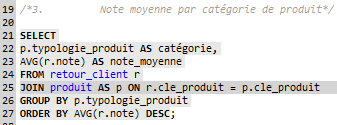 19 /*3. Note moyenne par catégorie de produit*/
20
21 SELECT
22 p.typologie_produit AS catégorie,
23 AVG(r.note) AS note_moyenne
24 FROM retour_client r
25 JOIN produit AS p ON r.cle_produit = p.cle_produit
26 GROUP BY p.typologie_produit
27 ORDER BY AVG(r.note) DESC;